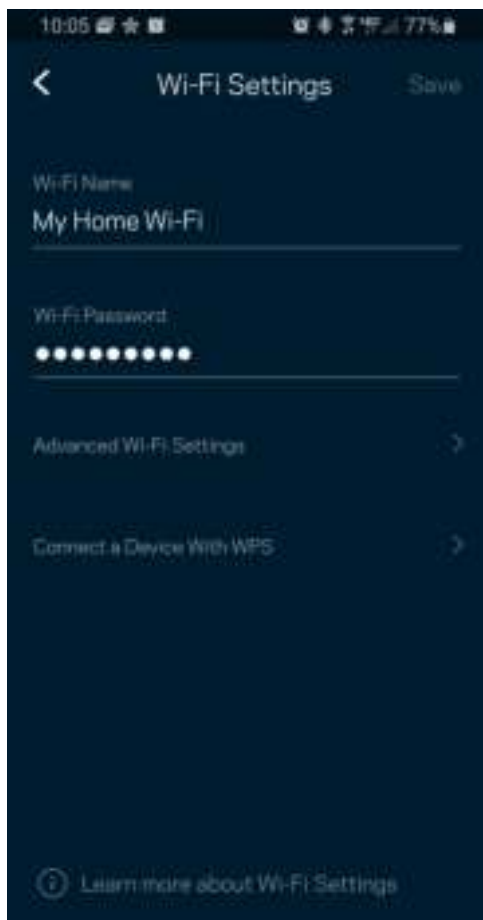 10:05
77%
Wi-Fi Settings
Save
Wi-Fi Name
My Home Wi-Fi
Wi-Fi Password
●●●●●●●●●
Advanced Wi-Fi Settings
Connect a Device With WPS
Learn more about Wi-Fi Settings